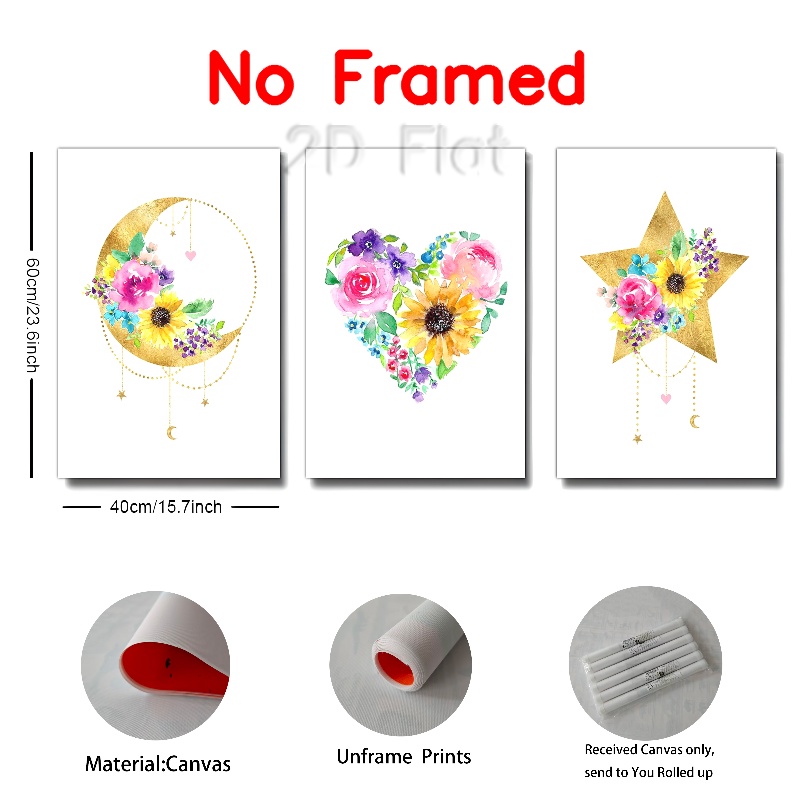 No Framed
2D Flat
60cm/23.6inch
40cm/15.7inch
Material:Canvas
Unframe Prints
Received Canvas only,
send to You Rolled up